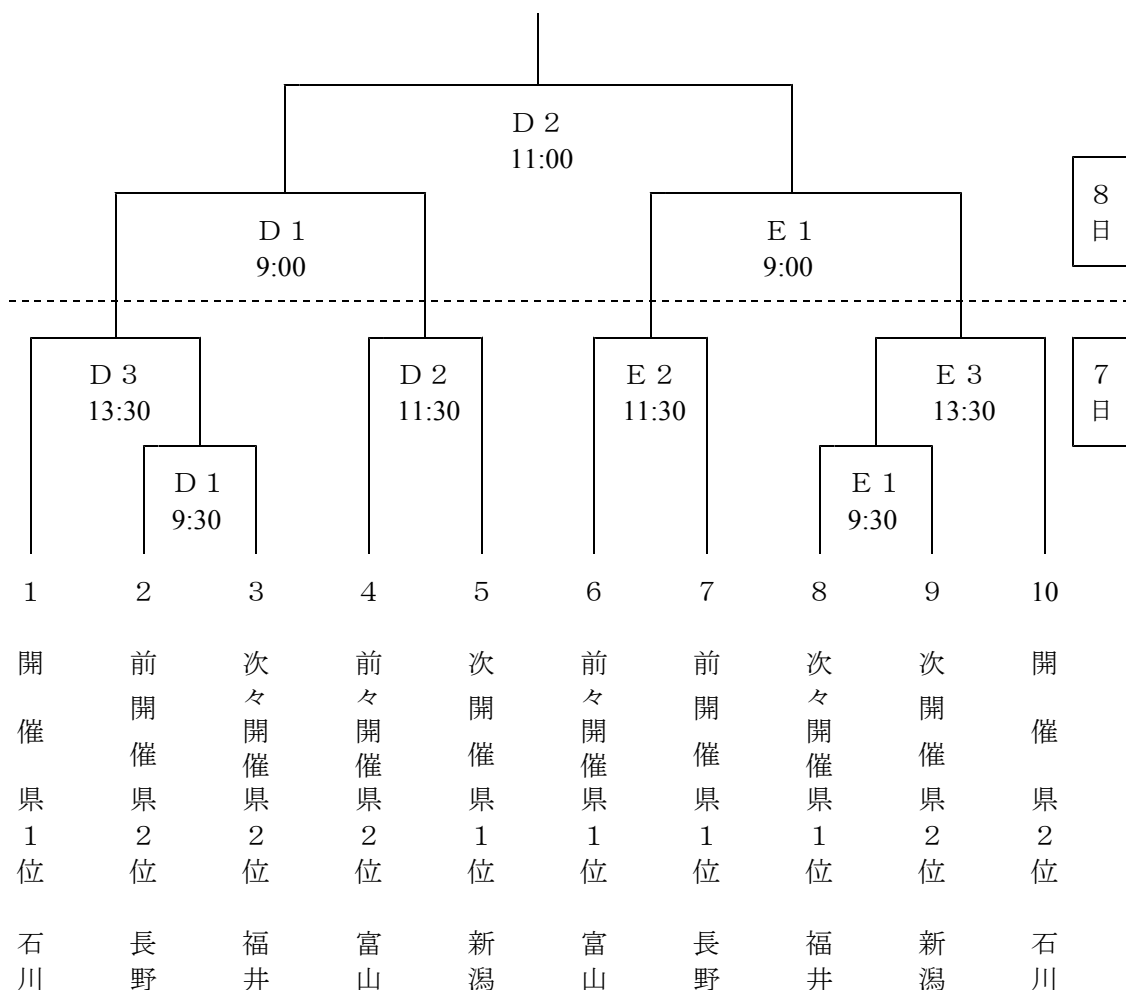 Ｄ２
11:00
８
日
Ｄ１
9:00
Ｅ１
9:00
Ｄ３
13:30
Ｄ２
11:30
Ｅ２
11:30
Ｅ３
13:30
７
日
Ｄ１
9:30
Ｅ１
9:30
１
２
３
４
５
６
７
８
９
10
開催県１位　石川
前開催県２位　長野
次々開催県２位　福井
前々開催県２位　富山
次開催県１位　新潟
前々開催県１位　富山
前開催県１位　長野
次々開催県１位　福井
次開催県２位　新潟
開催県２位　石川